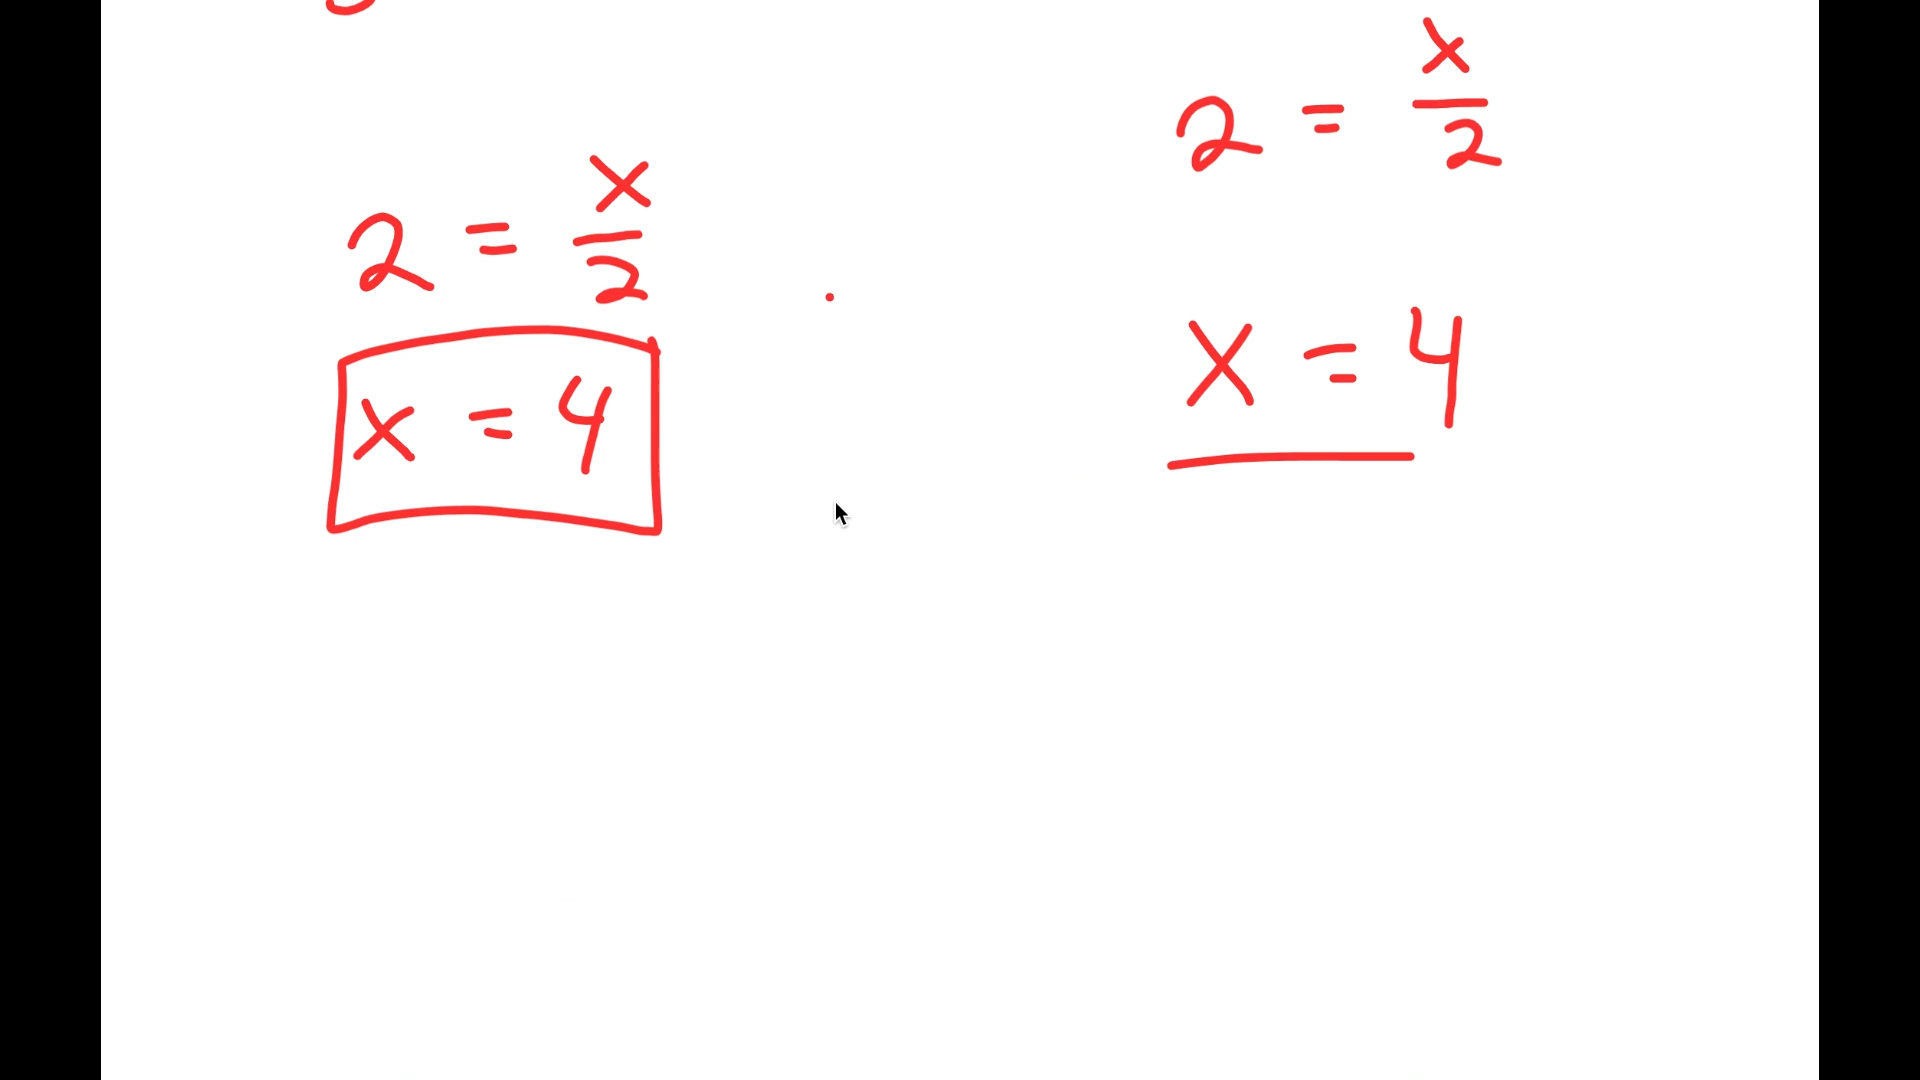 2 = x/2
x = 4
2 = x/2
x = 4